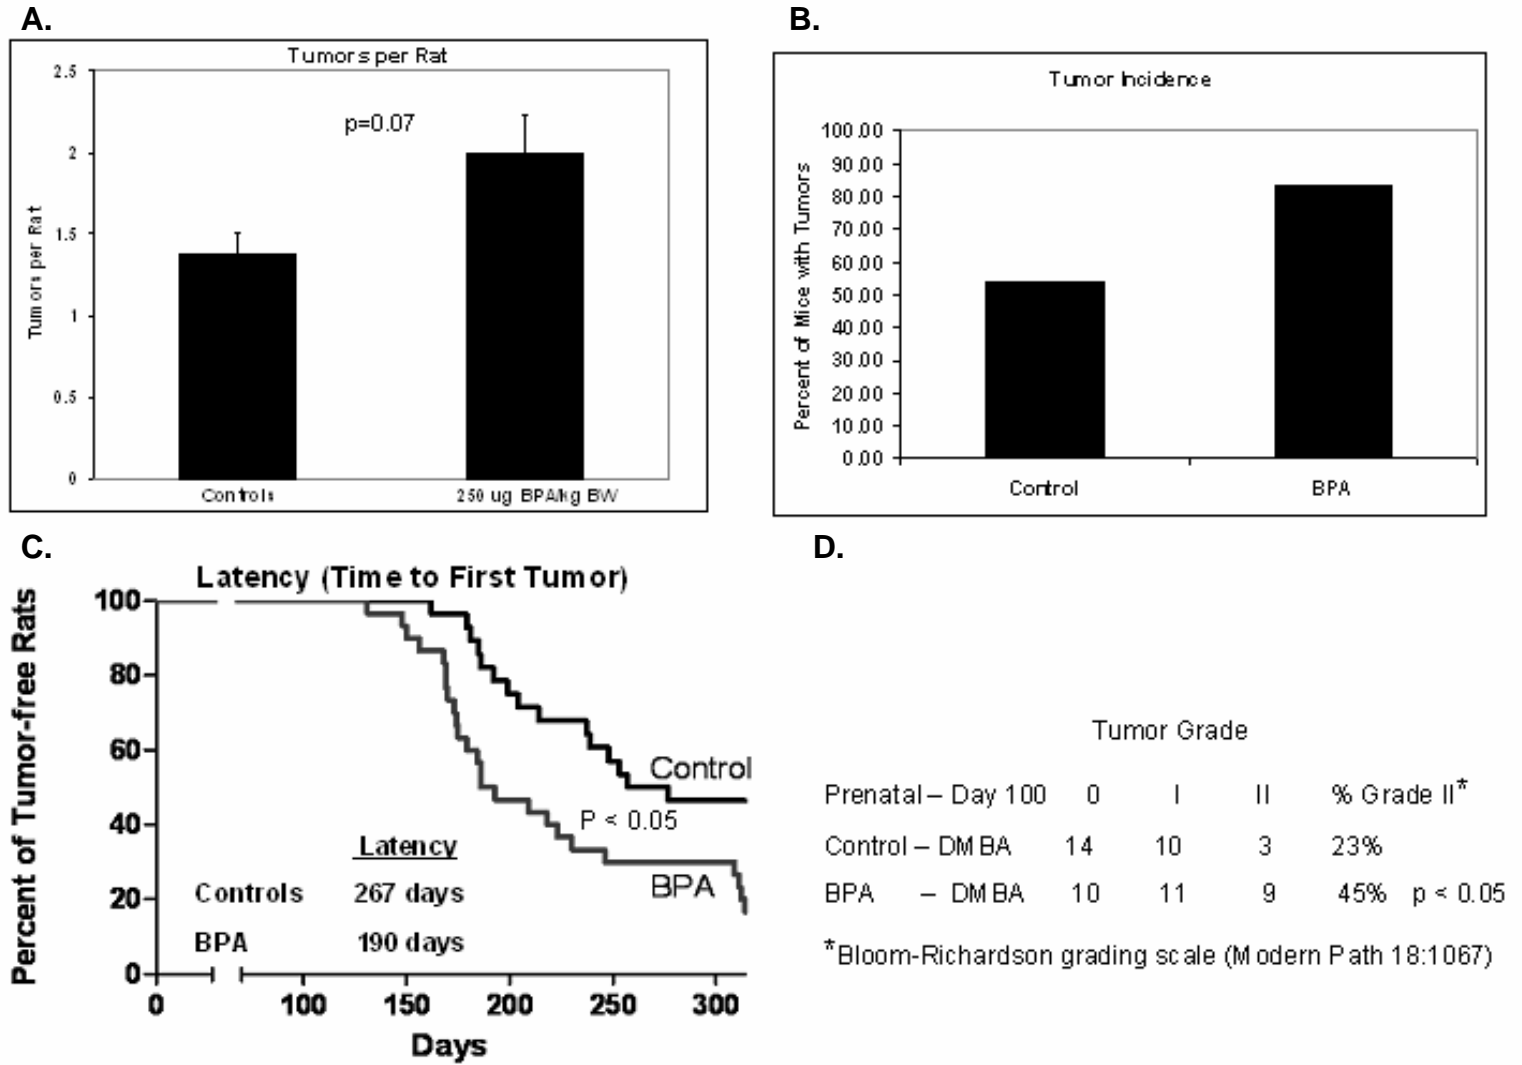 A.
Tumors per Rat
2.5
2
1.5
1
0.5
0
Tumors per Rat
p=0.07
Controls
250 ug BPA/kg BW
B.
Tumor Incidence
100.00
90.00
80.00
70.00
60.00
50.00
40.00
30.00
20.00
10.00
0.00
Percent of Mice with Tumors
Control
BPA
C.
Latency (Time to First Tumor)
Percent of Tumor-free Rats
100
80
60
40
20
0
Control
P < 0.05
BPA
Latency
Controls 267 days
BPA 190 days
0 100 150 200 250 300
Days
D.
Tumor Grade
Prenatal – Day 100 0 I II % Grade II*
Control – DMBA 14 10 3 23%
BPA – DMBA 10 11 9 45% p < 0.05
*Bloom-Richardson grading scale (Modern Path 18:1067)